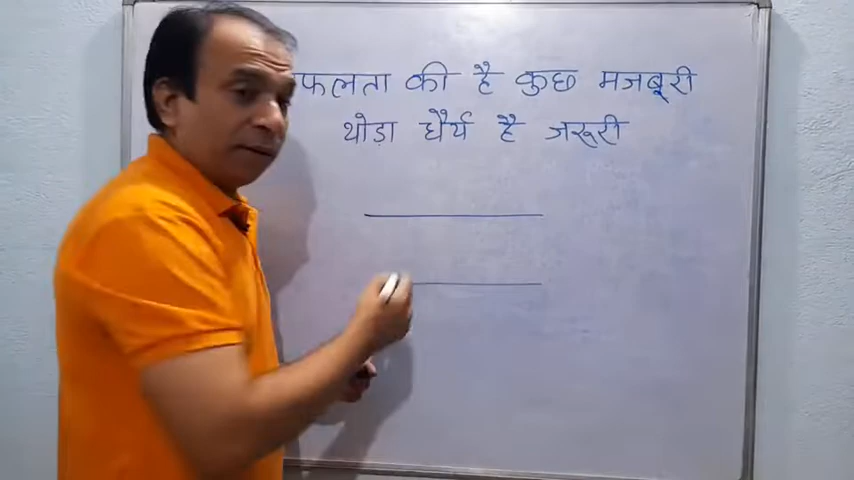 फलता की है कुछ मजबूरी
थोड़ा धैर्य है जरूरी